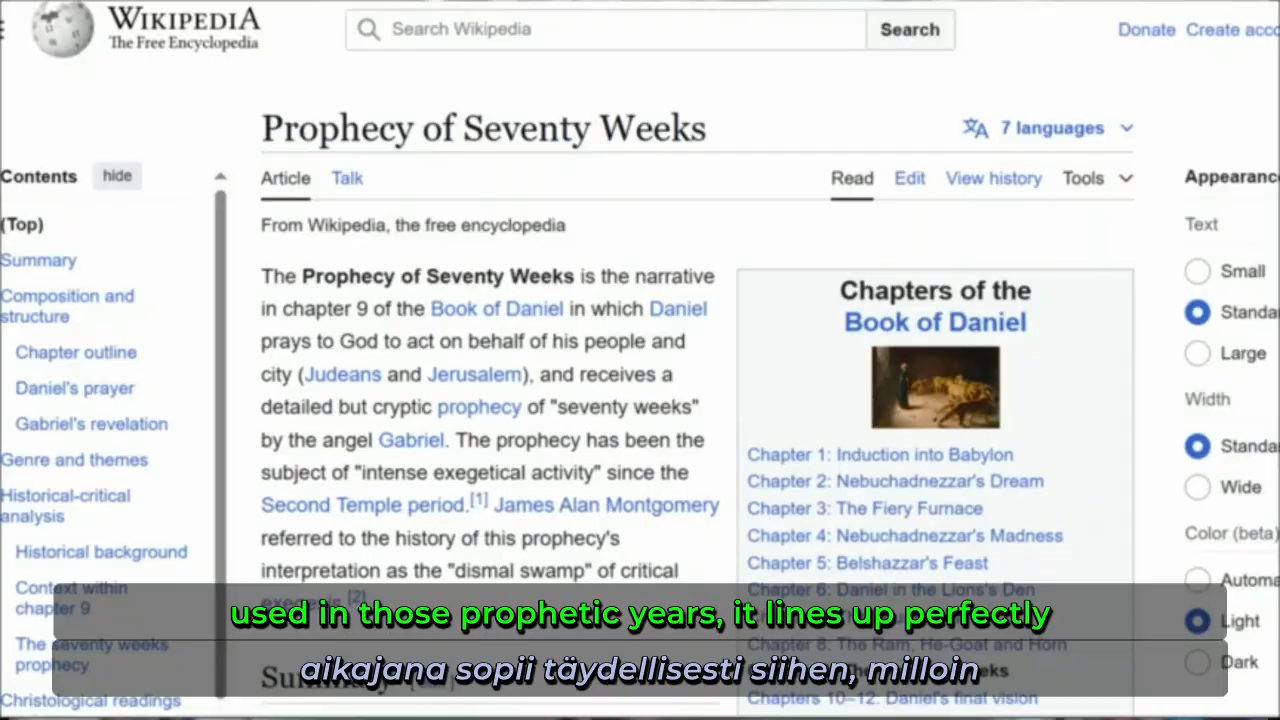 WIKIPEDIA
The Free Encyclopedia
Search Wikipedia
Search
Donate Create acco
Prophecy of Seventy Weeks
7 languages
Contents hide
(Top)
Summary
Composition and
structure
Chapter outline
Daniel's prayer
Gabriel's revelation
Genre and themes
Historical-critical
analysis
Historical background
Context within
chapter 9
The seventy weeks
prophecy
Christological readings
Article Talk
Read Edit View history Tools
From Wikipedia, the free encyclopedia
The Prophecy of Seventy Weeks is the narrative
in chapter 9 of the Book of Daniel in which Daniel
prays to God to act on behalf of his people and
city (Judeans and Jerusalem), and receives a
detailed but cryptic prophecy of "seventy weeks"
by the angel Gabriel. The prophecy has been the
subject of "intense exegetical activity" since the
Second Temple period.[1] James Alan Montgomery
referred to the history of this prophecy's
interpretation as the "dismal swamp" of critical
[2]
Chapters of the
Book of Daniel
Chapter 1: Induction into Babylon
Chapter 2: Nebuchadnezzar's Dream
Chapter 3: The Fiery Furnace
Chapter 4: Nebuchadnezzar's Madness
Chapter 5: Belshazzar's Feast
Chapter 6: Daniel in the Lions's Den
Chapter 8: The Ram, He-Goat and Horn
Chapters 10–12: Daniel's final vision
Appearanc
Text
Small
Standa
Large
Width
Standa
Wide
Color (beta)
Automa
Light
Dark
used in those prophetic years, it lines up perfectly
aikajana sopii täydellisesti siihen, milloin